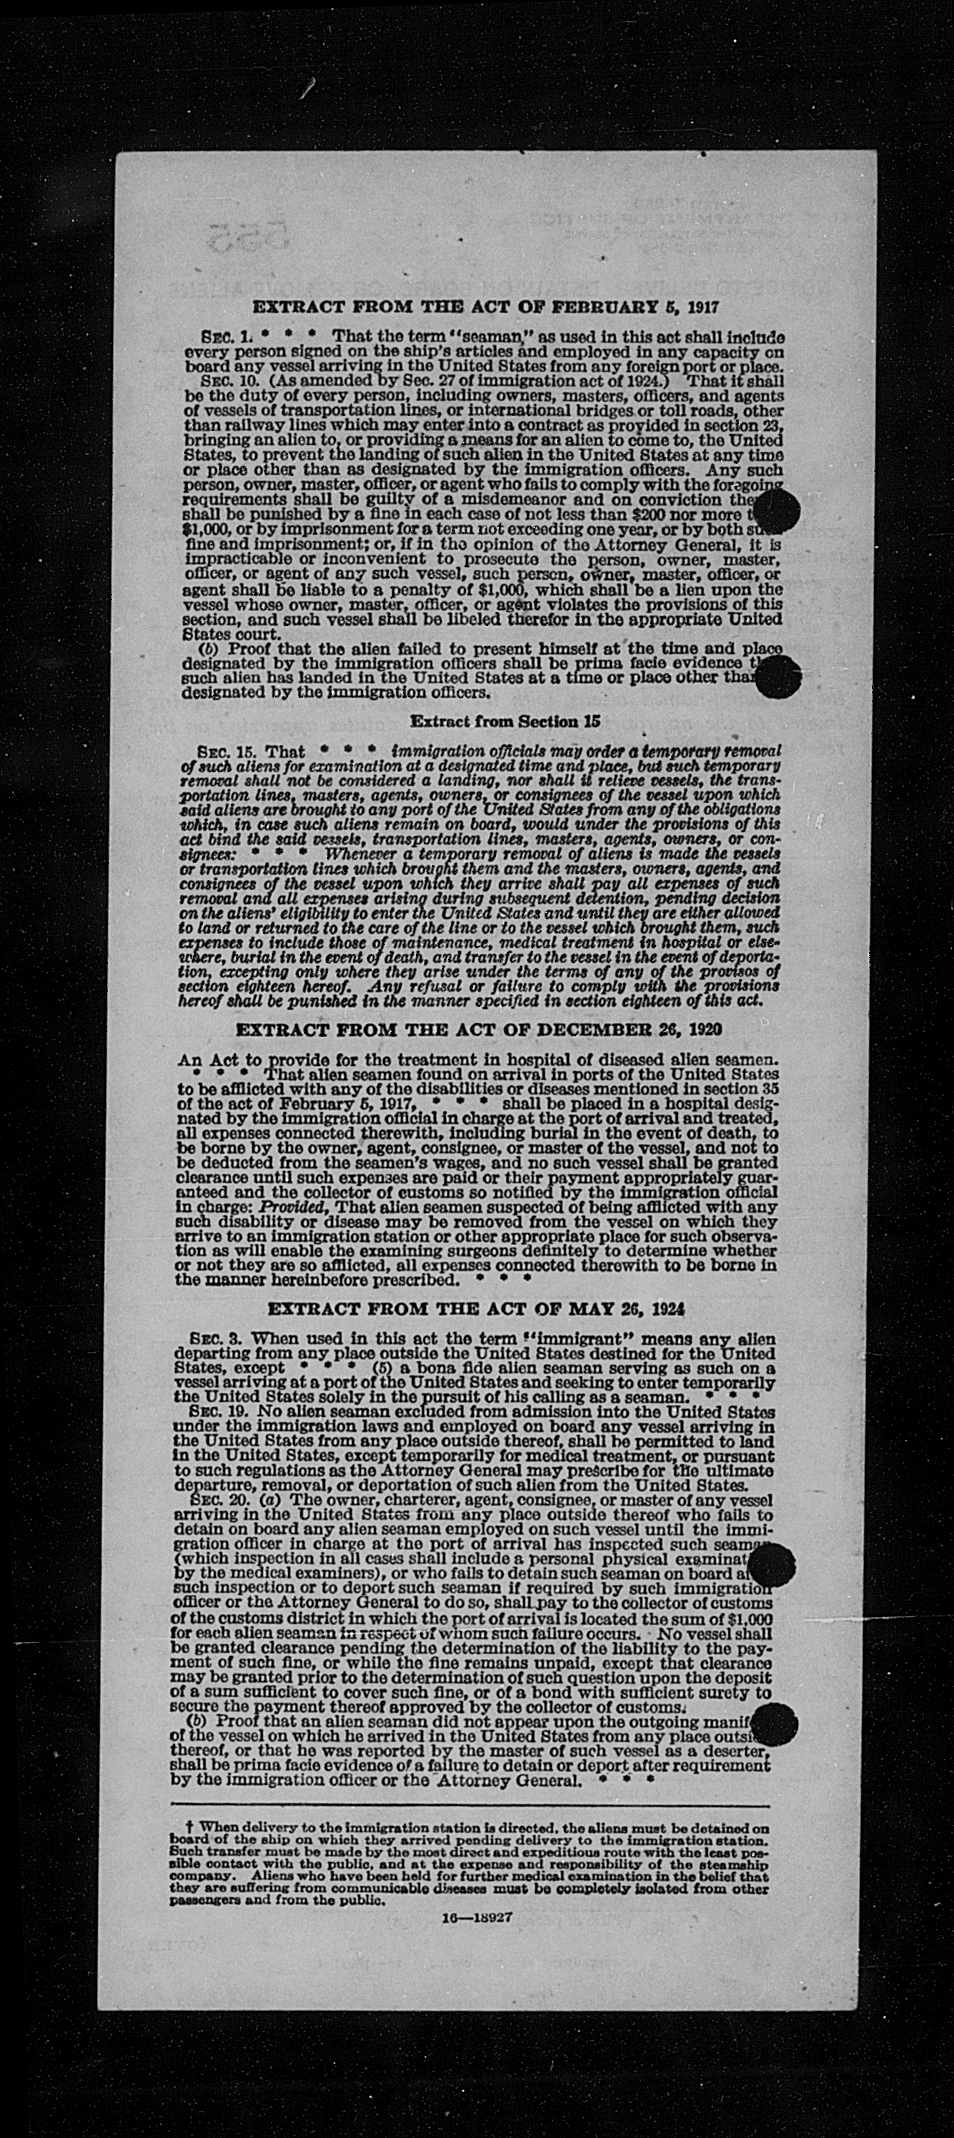 EXTRACT FROM THE ACT OF FEBRUARY 5, 1917
SEC. 1. * * * That the term "seaman," as used in this act shall include
every person signed on the ship's articles and employed in any capacity on
board any vessel arriving in the United States from any foreign port or place.
SEC. 10. (As amended by Sec. 27 of immigration act of 1924.) That it shall
be the duty of every person, including owners, masters, officers, and agents
of vessels of transportation lines, or international bridges or toll roads, other
than railway lines which may enter into a contract as provided in section 23,
bringing an alien to, or providing a means for an alien to come to, the United
States, to prevent the landing of such alien in the United States at any time
or place other than as designated by the immigration officers. Any such
person, owner, master, officer, or agent who fails to comply with the foregoing
requirements shall be guilty of a misdemeanor and on conviction
shall be punished by a fine in each case of not less than $200 nor more
$1,000, or by imprisonment for a term not exceeding one year, or by both
fine and imprisonment; or, if in the opinion of the Attorney General, it is
impracticable or inconvenient to prosecute the person, owner, master,
officer, or agent of any such vessel, such person, owner, master, officer, or
agent shall be liable to a penalty of $1,000, which shall be a lien upon the
vessel whose owner, master, officer, or agent violates the provisions of this
section, and such vessel shall be libeled therefor in the appropriate United
States court.
(b) Proof that the alien failed to present himself at the time and place
designated by the immigration officers shall be prima facie evidence
such alien has landed in the United States at a time or place other than
designated by the immigration officers.
Extract from Section 15
SEC. 15. That * * * immigration officials may order a temporary removal
of such aliens for examination at a designated time and place, but such temporary
removal shall not be considered a landing, nor shall it relieve vessels, the trans-
portation lines, masters, agents, owners, or consignees of the vessel upon which
said aliens are brought to any port of the United States from any of the obligations
which, in case such aliens remain on board, would under the provisions of this
act bind the said vessels, transportation lines, masters, agents, owners, or con-
signees: * * * Whenever a temporary removal of aliens is made the vessels
or transportation lines which brought them and the masters, owners, agents, and
consignees of the vessel upon which they arrive shall pay all expenses of such
removal and all expenses arising during subsequent detention, pending decision
on the aliens' eligibility to enter the United States and until they are either allowed
to land or returned to the care of the line or to the vessel which brought them, such
expenses to include those of maintenance, medical treatment in hospital or else-
where, burial in the event of death, and transfer to the vessel in the event of deporta-
tion, excepting only where they arise under the terms of any of the provisos of
section eighteen hereof. Any refusal or failure to comply with the provisions
hereof shall be punished in the manner specified in section eighteen of this act.
EXTRACT FROM THE ACT OF DECEMBER 26, 1920
An Act to provide for the treatment in hospital of diseased alien seamen.
* * * That alien seamen found on arrival in ports of the United States
to be afflicted with any of the disabilities or diseases mentioned in section 35
of the act of February 5, 1917, * * * shall be placed in a hospital desig-
nated by the immigration official in charge at the port of arrival and treated,
all expenses connected therewith, including burial in the event of death, to
be borne by the owner, agent, consignee, or master of the vessel, and not to
be deducted from the seamen's wages, and no such vessel shall be granted
clearance until such expenses are paid or their payment appropriately guar-
anteed and the collector of customs so notified by the immigration official
in charge: Provided, That alien seamen suspected of being afflicted with any
such disability or disease may be removed from the vessel on which they
arrive to an immigration station or other appropriate place for such observa-
tion as will enable the examining surgeons definitely to determine whether
or not they are so afflicted, all expenses connected therewith to be borne in
the manner hereinbefore prescribed. * * *
EXTRACT FROM THE ACT OF MAY 26, 1924
SEC. 3. When used in this act the term "immigrant" means any alien
departing from any place outside the United States destined for the United
States, except * * * (5) a bona fide alien seaman serving as such on a
vessel arriving at a port of the United States and seeking to enter temporarily
the United States solely in the pursuit of his calling as a seaman. * * *
SEC. 19. No alien seaman excluded from admission into the United States
under the immigration laws and employed on board any vessel arriving in
the United States from any place outside thereof, shall be permitted to land
in the United States, except temporarily for medical treatment, or pursuant
to such regulations as the Attorney General may prescribe for the ultimate
departure, removal, or deportation of such alien from the United States.
SEC. 20. (a) The owner, charterer, agent, consignee, or master of any vessel
arriving in the United States from any place outside thereof who fails to
detain on board any alien seaman employed on such vessel until the immi-
gration officer in charge at the port of arrival has inspected such seaman
(which inspection in all cases shall include a personal physical
by the medical examiners), or who fails to detain such seaman on board
such inspection or to deport such seaman if required by such immigration
officer or the Attorney General to do so, shall pay to the collector of customs
of the customs district in which the port of arrival is located the sum of $1,000
for each alien seaman in respect of whom such failure occurs. No vessel shall
be granted clearance pending the determination of the liability to the pay-
ment of such fine, or while the fine remains unpaid, except that clearance
may be granted prior to the determination of such question upon the deposit
of a sum sufficient to cover such fine, or of a bond with sufficient surety to
secure the payment thereof approved by the collector of customs.
(b) Proof that an alien seaman did not appear upon the outgoing
of the vessel on which he arrived in the United States from any place
thereof, or that he was reported by the master of such vessel as a deserter,
shall be prima facie evidence of a failure to detain or deport after requirement
by the immigration officer or the Attorney General. * * *
† When delivery to the immigration station is directed, the aliens must be detained on
board of the ship on which they arrived pending delivery to the immigration station.
Such transfer must be made by the most direct and expeditious route with the least pos-
sible contact with the public, and at the expense and responsibility of the steamship
company. Aliens who have been held for further medical examination in the belief that
they are suffering from communicable diseases must be completely isolated from other
passengers and from the public.
16—18927